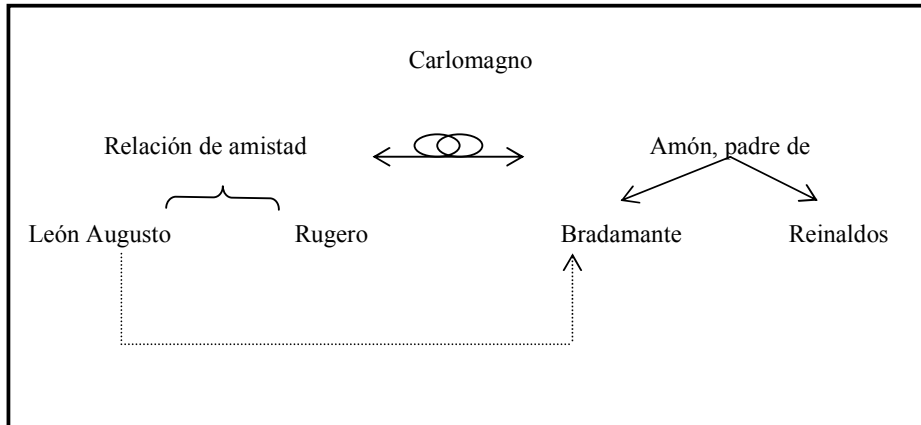 Carlomagno
Relación de amistad Amón, padre de
León Augusto Rugero Bradamante Reinaldos